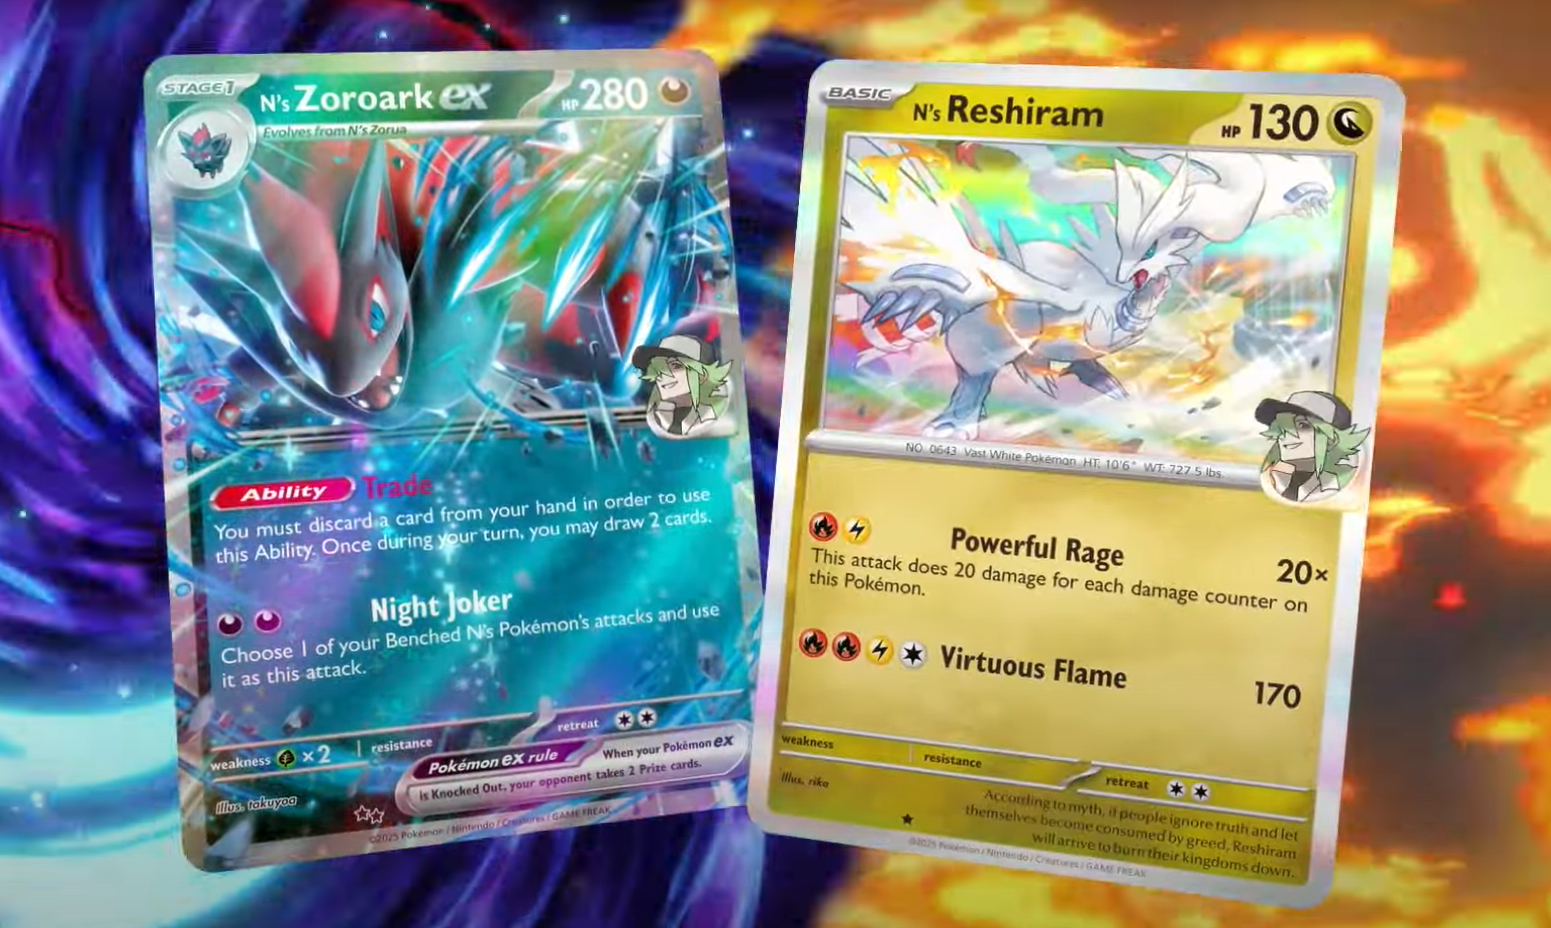 STAGE 1
N's Zoroark ex
HP 280
Evolves from N's Zorua
Ability Trade
You must discard a card from your hand in order to use
this Ability. Once during your turn, you may draw 2 cards.
Night Joker
Choose 1 of your Benched N's Pokémon's attacks and use
it as this attack.
weakness ×2 resistance retreat
Pokémon ex rule When your Pokémon ex
is Knocked Out, your opponent takes 2 Prize cards.
Illus. takuyoa
©2025 Pokémon / Nintendo / Creatures / GAME FREAK
BASIC
N's Reshiram
HP 130
NO. 0643 Vast White Pokémon HT: 10'6" WT: 727.5 lbs.
Powerful Rage 20×
This attack does 20 damage for each damage counter on
this Pokémon.
Virtuous Flame 170
weakness resistance retreat
Illus. rika
According to myth, if people ignore truth and let
themselves become consumed by greed, Reshiram
will arrive to burn their kingdoms down.
©2025 Pokémon / Nintendo / Creatures / GAME FREAK